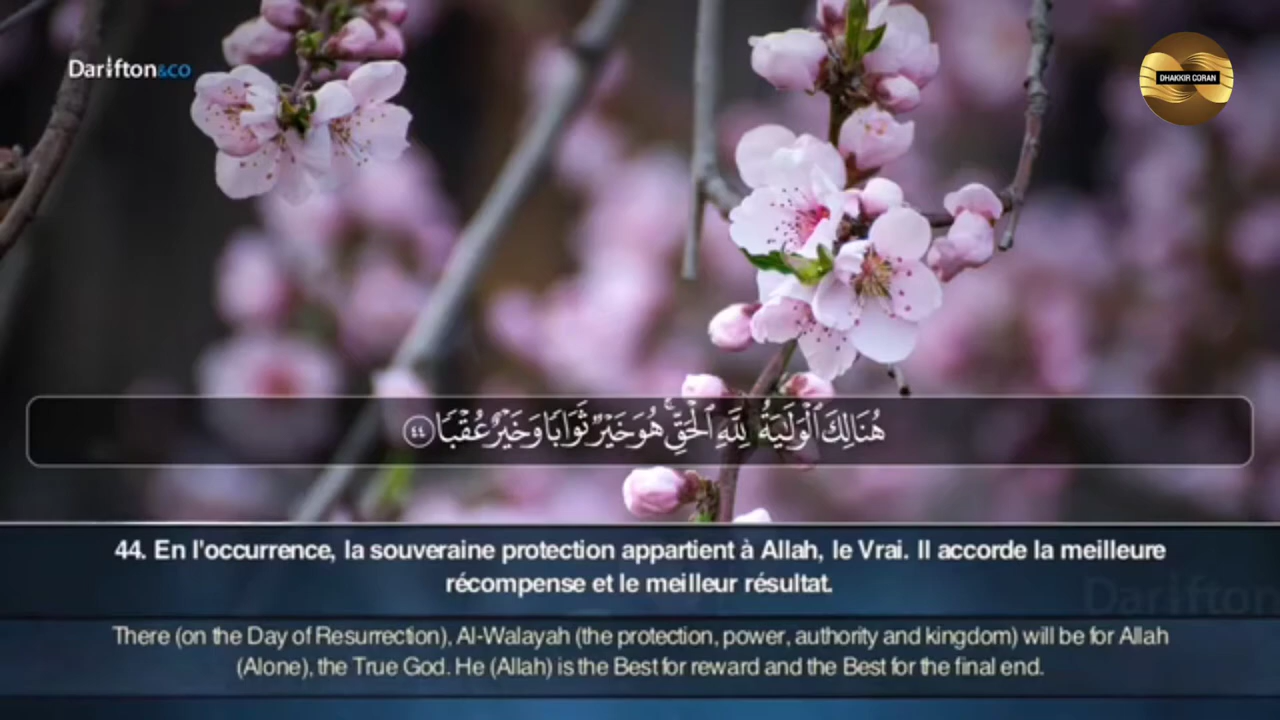 Darifton&co
DHAKKIR CORAN
هُنَالِكَ ٱلْوَلَٰيَةُ لِلَّهِ ٱلْحَقِّ ۚ هُوَ خَيْرٌ ثَوَابًا وَخَيْرٌ عُقْبًا ٤٤
44. En l'occurrence, la souveraine protection appartient à Allah, le Vrai. Il accorde la meilleure
récompense et le meilleur résultat.
Darifton
There (on the Day of Resurrection), Al-Walayah (the protection, power, authority and kingdom) will be for Allah
(Alone), the True God. He (Allah) is the Best for reward and the Best for the final end.